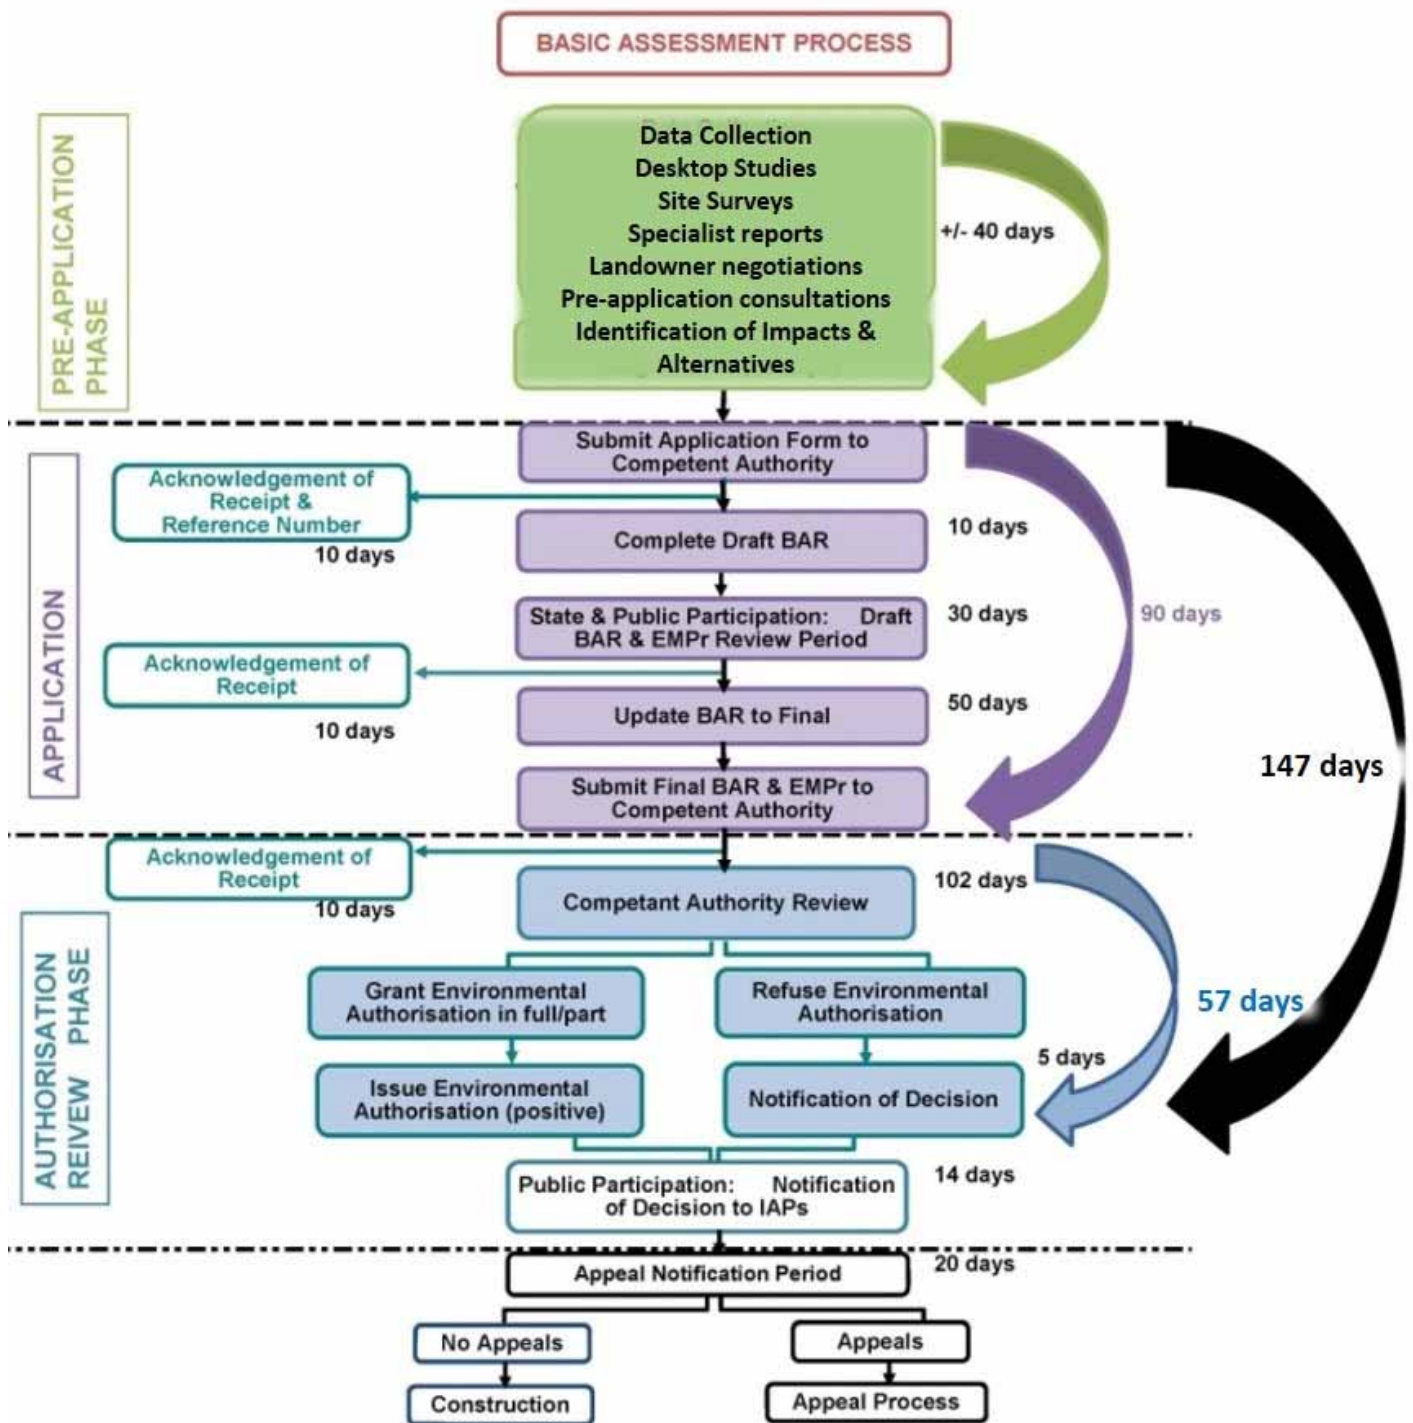 BASIC ASSESSMENT PROCESS
PRE-APPLICATION
PHASE
Data Collection
Desktop Studies
Site Surveys
Specialist reports
Landowner negotiations
Pre-application consultations
Identification of Impacts &
Alternatives
+/- 40 days
APPLICATION
Submit Application Form to
Competent Authority
Acknowledgement of
Receipt &
Reference Number
10 days
Complete Draft BAR
10 days
State & Public Participation: Draft
BAR & EMPr Review Period
30 days
90 days
Acknowledgement of
Receipt
10 days
Update BAR to Final
50 days
Submit Final BAR & EMPr to
Competent Authority
147 days
AUTHORISATION
REIVEW PHASE
Acknowledgement of
Receipt
10 days
Competant Authority Review
102 days
Grant Environmental
Authorisation in full/part
Refuse Environmental
Authorisation
57 days
Issue Environmental
Authorisation (positive)
Notification of Decision
5 days
Public Participation: Notification
of Decision to IAPs
14 days
Appeal Notification Period
20 days
No Appeals
Appeals
Construction
Appeal Process